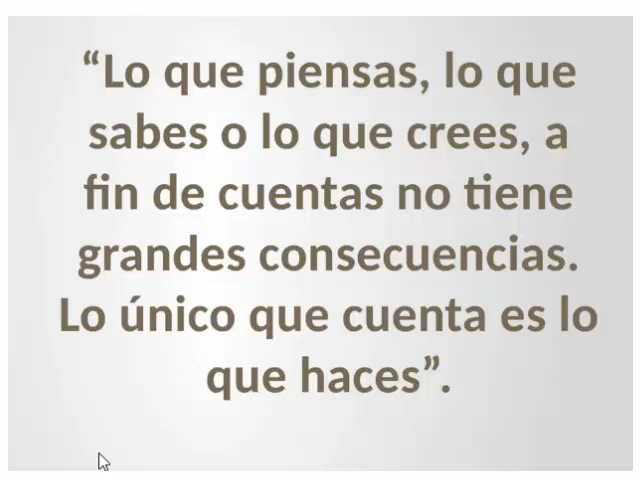 “Lo que piensas, lo que
sabes o lo que crees, a
fin de cuentas no tiene
grandes consecuencias.
Lo único que cuenta es lo
que haces”.